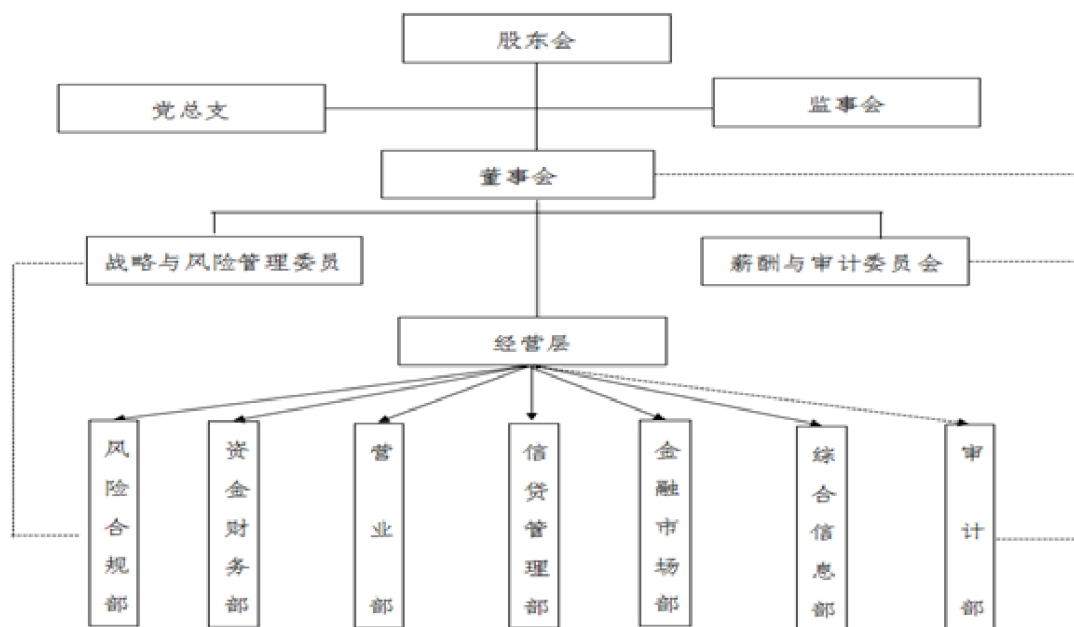 股东会
党总支
监事会
董事会
战略与风险管理委员
薪酬与审计委员会
经营层
风险合规部
资金财务部
营业部
信贷管理部
金融市场部
综合信息部
审计部